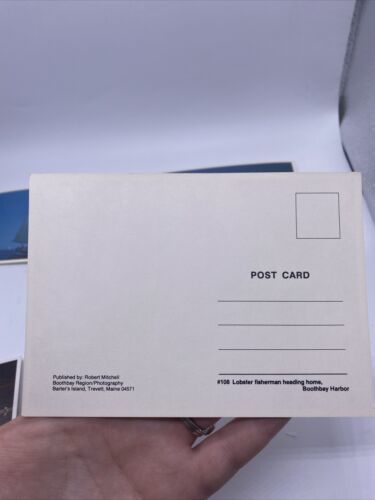 POST CARD
Published by: Robert Mitchell
Boothbay Region/Photography
Barter's Island, Trevett, Maine 04571
#108 Lobster fisherman heading home,
Boothbay Harbor